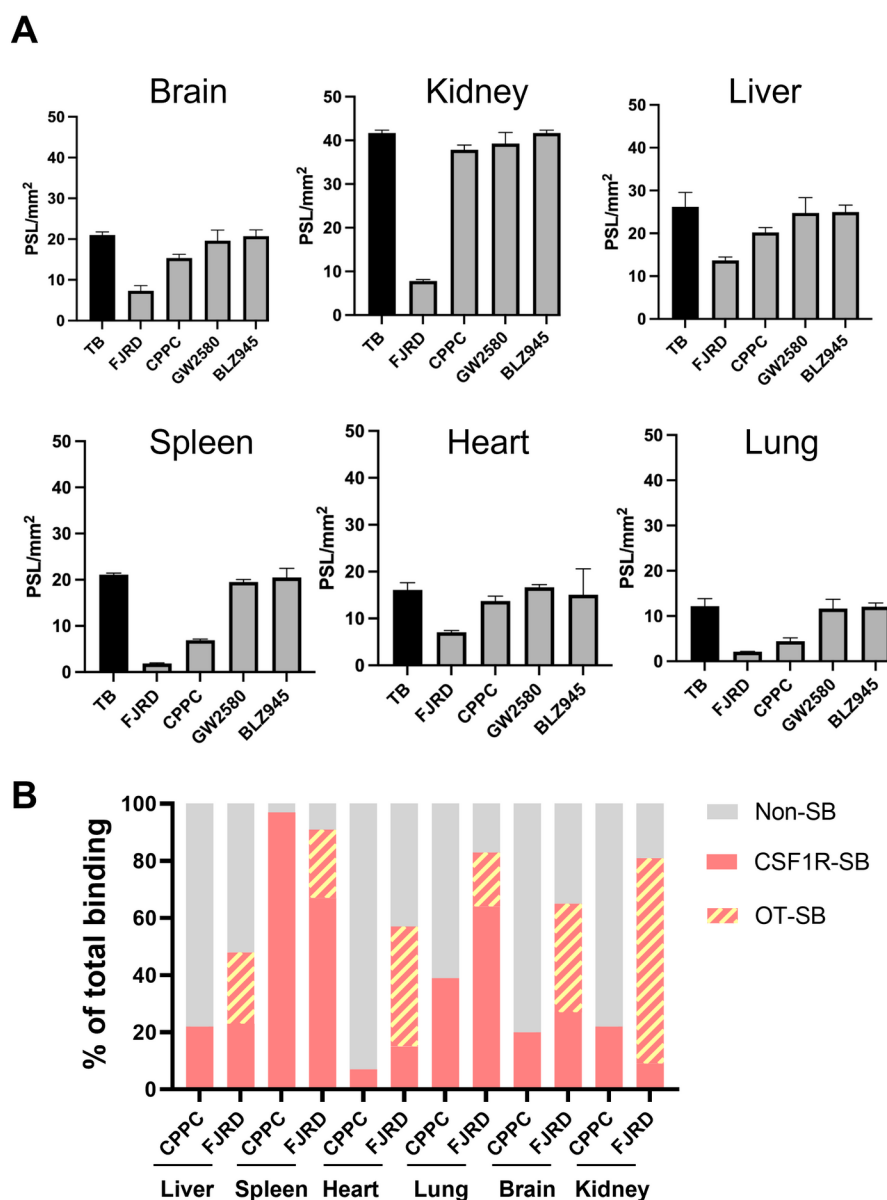 A
Brain
Kidney
Liver
PSL/mm²
50
40
30
20
10
0
TB
FJRD
CPPC
GW2580
BLZ945
PSL/mm²
50
40
30
20
10
0
TB
FJRD
CPPC
GW2580
BLZ945
PSL/mm²
50
40
30
20
10
0
TB
FJRD
CPPC
GW2580
BLZ945
Spleen
Heart
Lung
PSL/mm²
50
40
30
20
10
0
TB
FJRD
CPPC
GW2580
BLZ945
PSL/mm²
50
40
30
20
10
0
TB
FJRD
CPPC
GW2580
BLZ945
PSL/mm²
50
40
30
20
10
0
TB
FJRD
CPPC
GW2580
BLZ945
B
% of total binding
100
80
60
40
20
0
CPPC
FJRD
CPPC
FJRD
CPPC
FJRD
CPPC
FJRD
CPPC
FJRD
CPPC
FJRD
Liver
Spleen
Heart
Lung
Brain
Kidney
Non-SB
CSF1R-SB
OT-SB